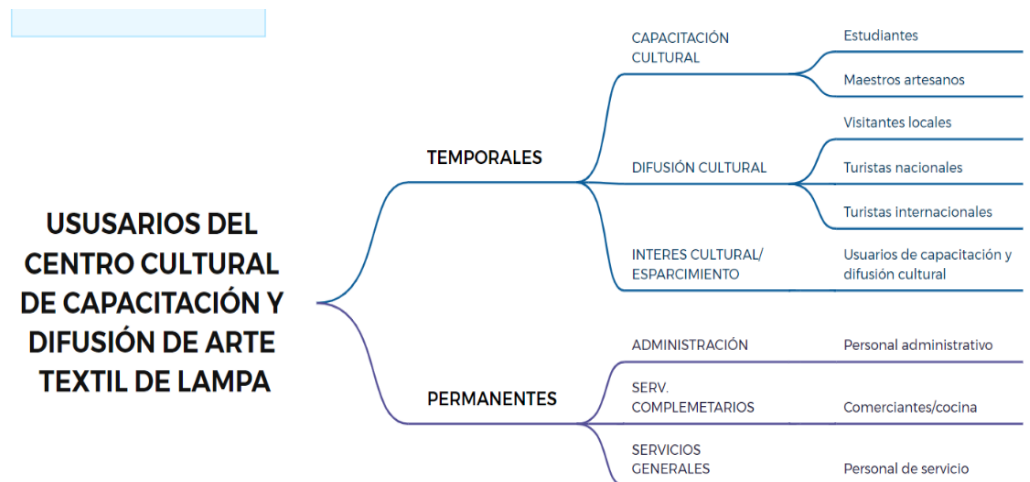 USUSARIOS DEL
CENTRO CULTURAL
DE CAPACITACIÓN Y
DIFUSIÓN DE ARTE
TEXTIL DE LAMPA
TEMPORALES
CAPACITACIÓN
CULTURAL
Estudiantes
Maestros artesanos
DIFUSIÓN CULTURAL
Visitantes locales
Turistas nacionales
Turistas internacionales
INTERES CULTURAL/
ESPARCIMIENTO
Usuarios de capacitación y
difusión cultural
PERMANENTES
ADMINISTRACIÓN
Personal administrativo
SERV.
COMPLEMETARIOS
Comerciantes/cocina
SERVICIOS
GENERALES
Personal de servicio